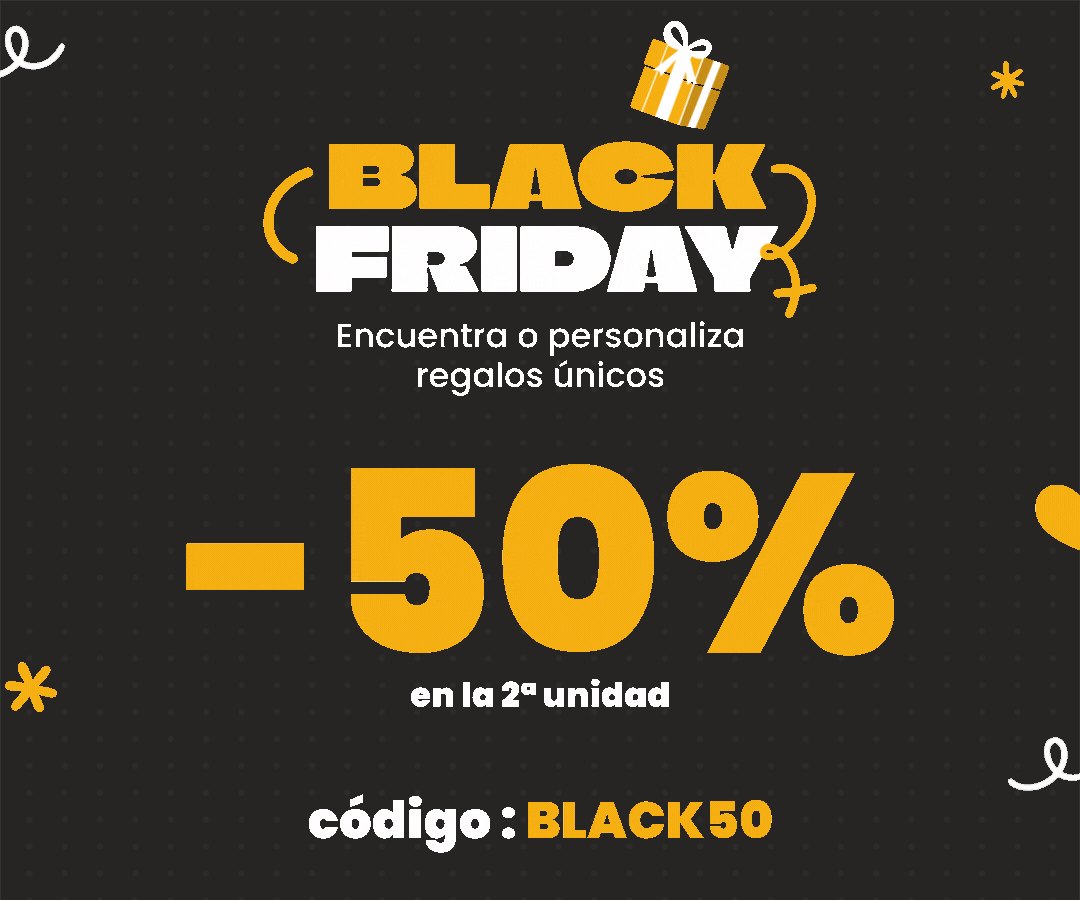 BLACK
FRIDAY
Encuentra o personaliza
regalos únicos
-50%
en la 2ª unidad
código : BLACK50